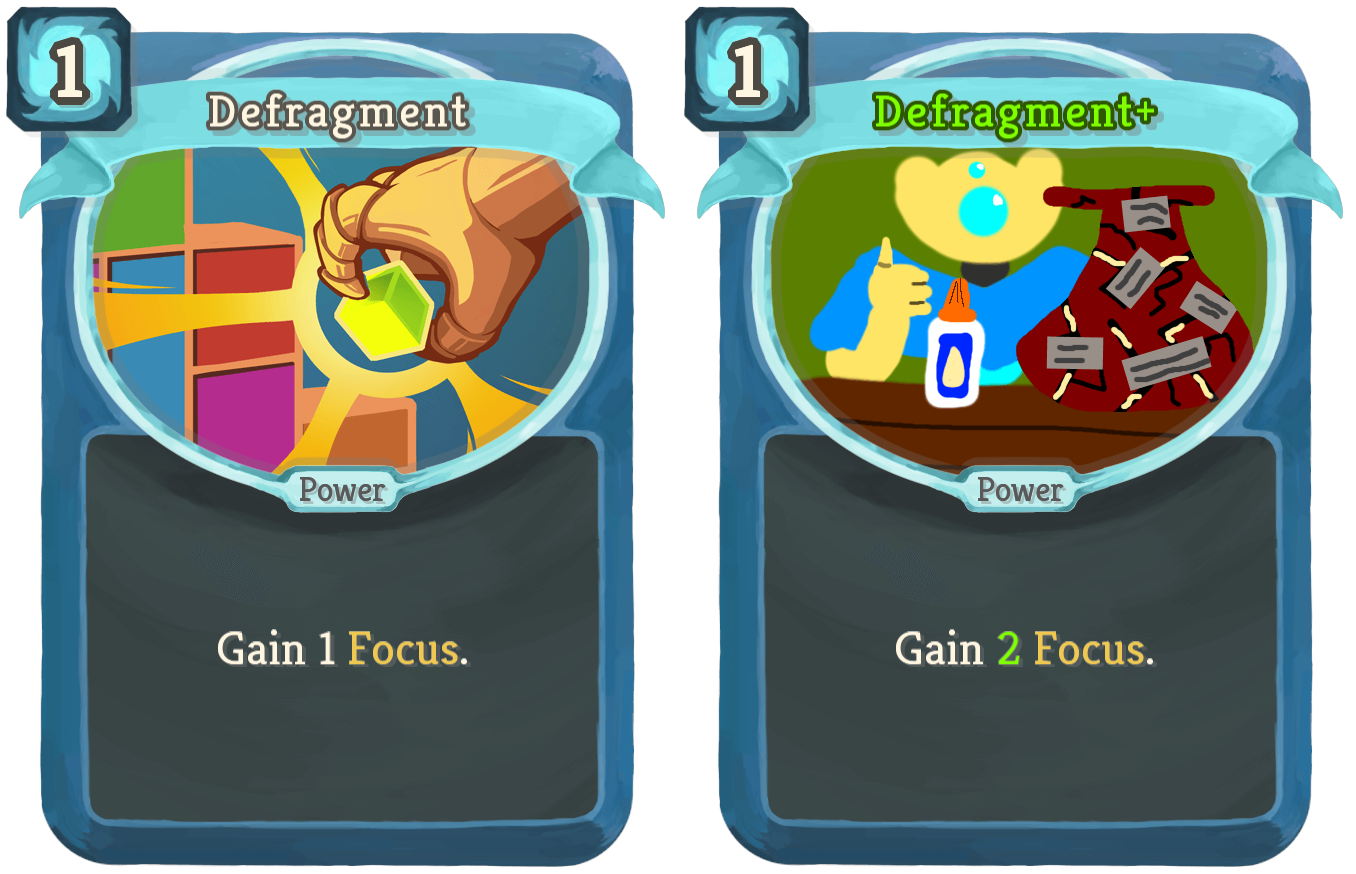 1
Defragment
Power
Gain 1 Focus.
1
Defragment+
Power
Gain 2 Focus.